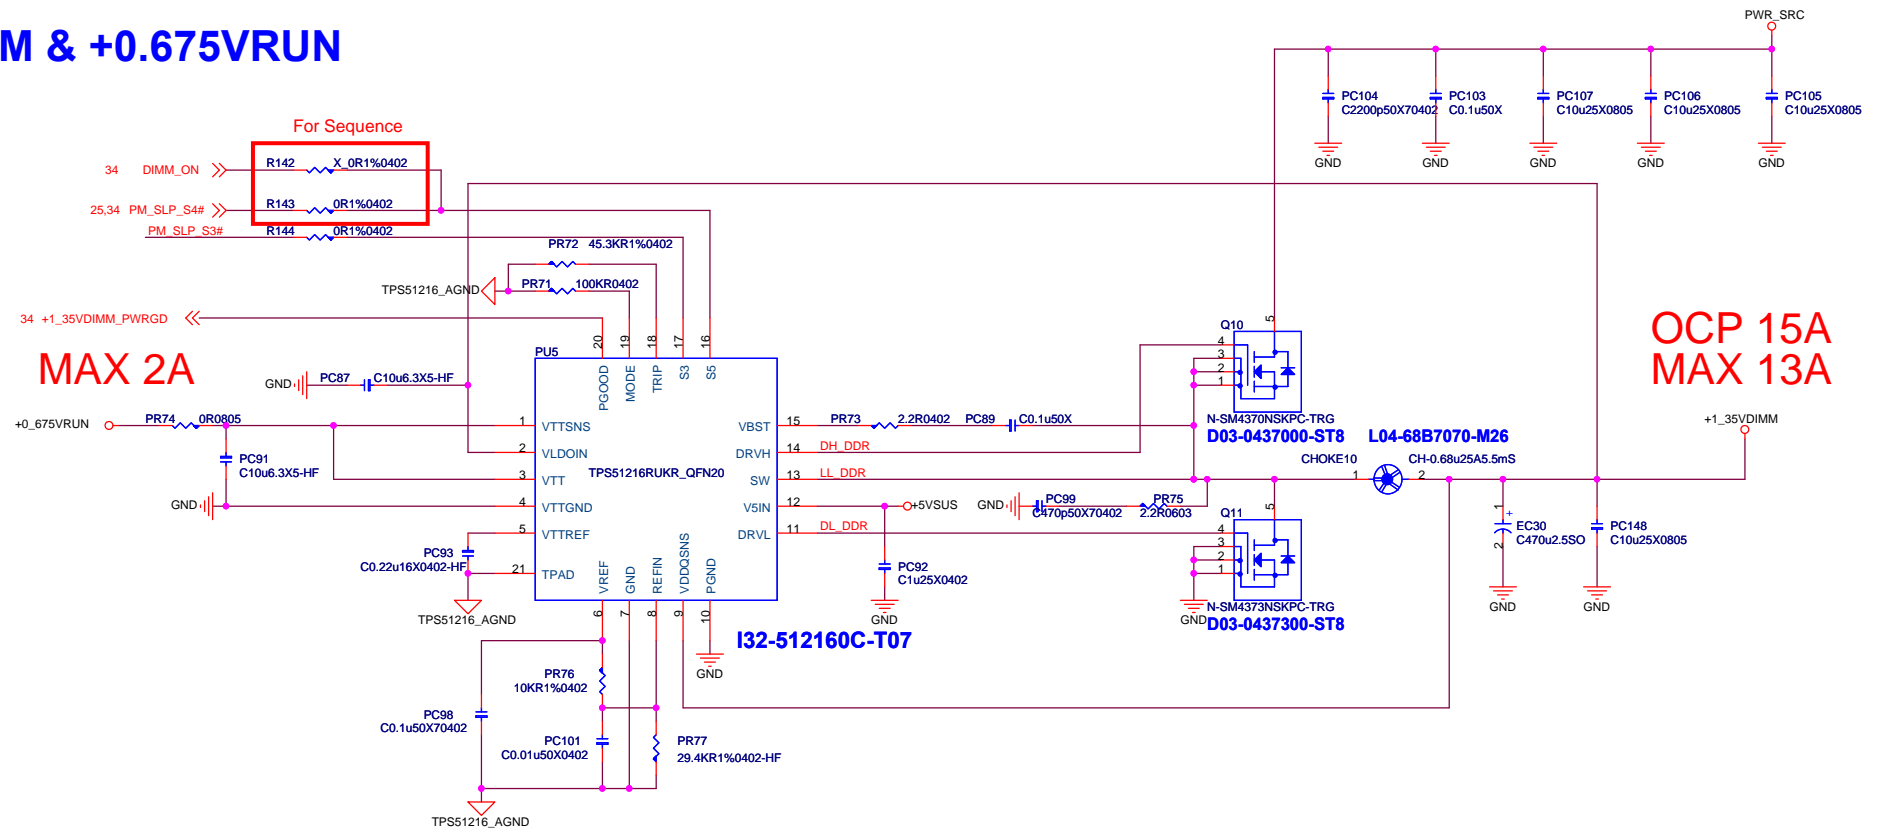 M & +0.675VRUN
PWR_SRC
PC104
C2200p50X70402
PC103
C0.1u50X
PC107
C10u25X0805
PC106
C10u25X0805
PC105
C10u25X0805
GND
GND
GND
GND
GND
For Sequence
34 DIMM_ON
R142 X_0R1%0402
25,34 PM_SLP_S4#
R143 0R1%0402
PM_SLP_S3#
R144 0R1%0402
PR72 45.3KR1%0402
TPS51216_AGND
PR71 100KR0402
34 +1_35VDIMM_PWRGD
MAX 2A
OCP 15A
MAX 13A
20 19 18 17 16
PU5
PGOOD MODE TRIP S3 S5
GND PC87 C10u6.3X5-HF
+0_675VRUN
PR74 0R0805
PC91
C10u6.3X5-HF
GND
1 VTTSNS
2 VLDOIN
3 VTT
4 VTTGND
5 VTTREF
21 TPAD
TPS51216RUKR_QFN20
VBST 15
DRVH 14
SW 13
V5IN 12
DRVL 11
PC93
C0.22u16X0402-HF
TPS51216_AGND
VREF GND REFIN VDDQSNS PGND
6 7 8 9 10
I32-512160C-T07
GND
PR73 2.2R0402
PC89 C0.1u50X
DH_DDR
LL_DDR
+5VSUS
DL_DDR
PC92
C1u25X0402
GND
GND PC99
C470p50X70402
PR75
2.2R0603
Q10
5
4
3
2
1
N-SM4370NSKPC-TRG
D03-0437000-ST8
L04-68B7070-M26
CHOKE10 CH-0.68u25A5.5mS
1 2
+1_35VDIMM
Q11
5
4
3
2
1
N-SM4373NSKPC-TRG
D03-0437300-ST8
GND
1
+
2
EC30
C470u2.5SO
GND
PC148
C10u25X0805
GND
PR76
10KR1%0402
PC98
C0.1u50X70402
PC101
C0.01u50X0402
PR77
29.4KR1%0402-HF
TPS51216_AGND